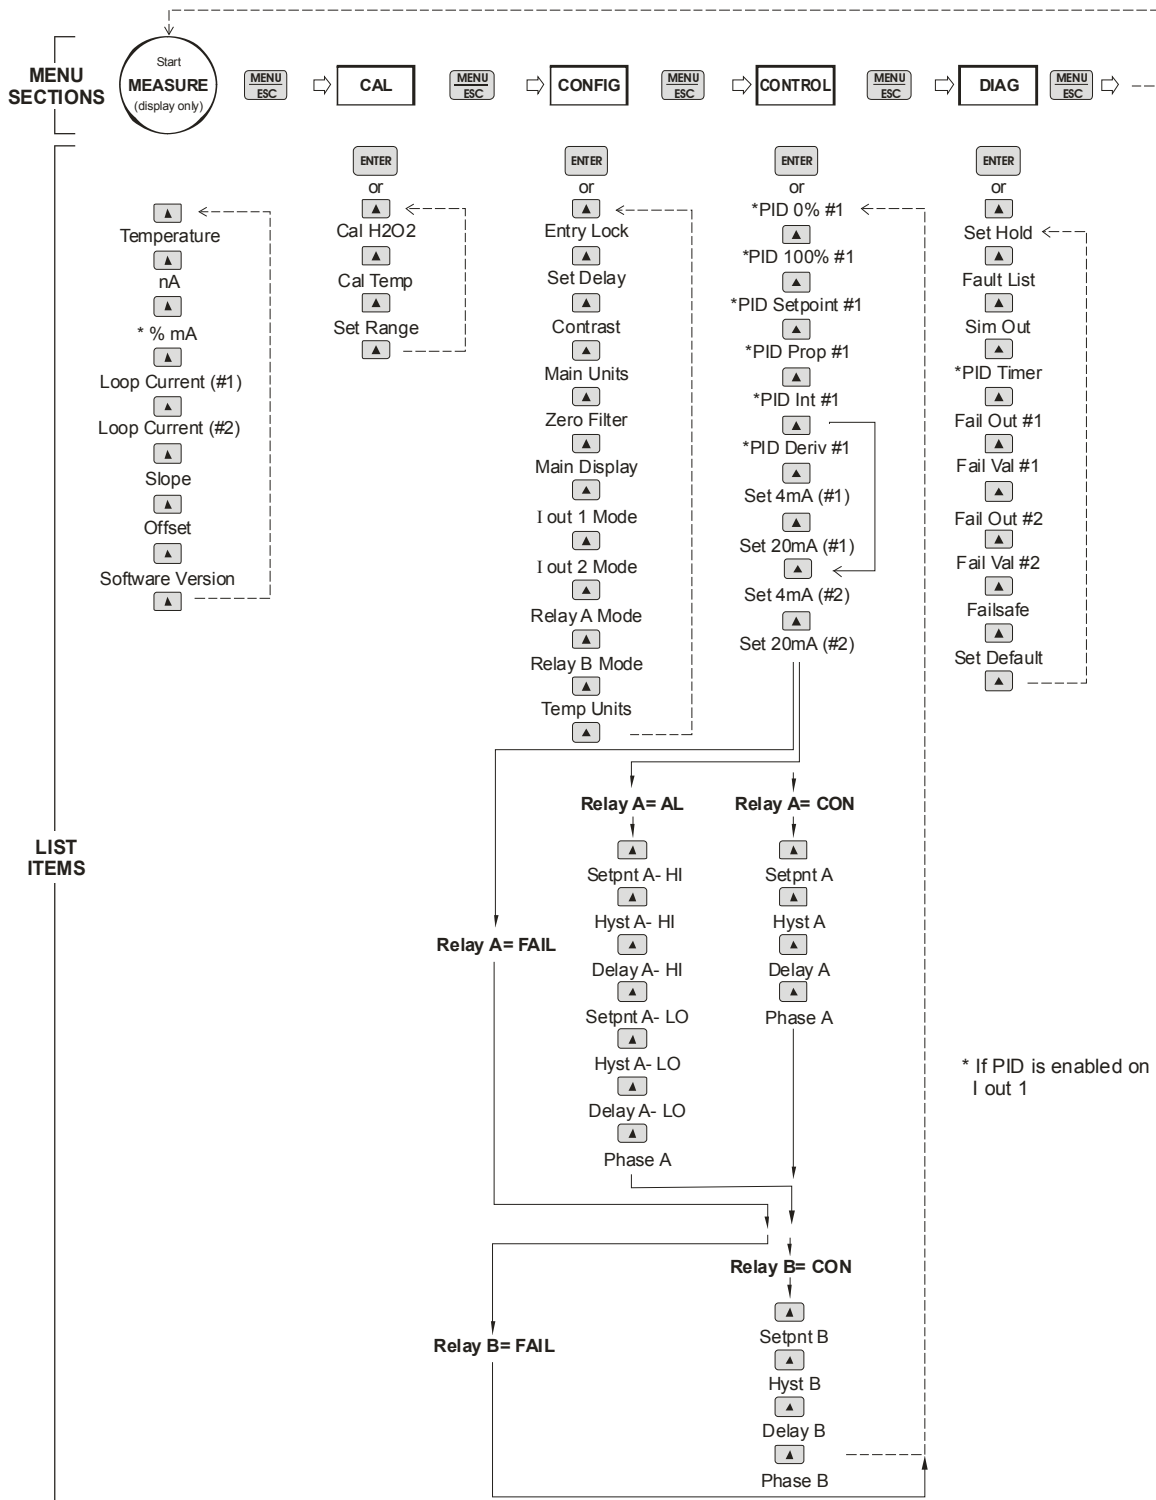 MENU
SECTIONS
Start
MEASURE
(display only)
MENU
ESC
CAL
MENU
ESC
CONFIG
MENU
ESC
CONTROL
MENU
ESC
DIAG
MENU
ESC
LIST
ITEMS
Temperature
nA
* % mA
Loop Current (#1)
Loop Current (#2)
Slope
Offset
Software Version
ENTER
or
Cal H2O2
Cal Temp
Set Range
ENTER
or
Entry Lock
Set Delay
Contrast
Main Units
Zero Filter
Main Display
I out 1 Mode
I out 2 Mode
Relay A Mode
Relay B Mode
Temp Units
ENTER
or
*PID 0% #1
*PID 100% #1
*PID Setpoint #1
*PID Prop #1
*PID Int #1
*PID Deriv #1
Set 4mA (#1)
Set 20mA (#1)
Set 4mA (#2)
Set 20mA (#2)
ENTER
or
Set Hold
Fault List
Sim Out
*PID Timer
Fail Out #1
Fail Val #1
Fail Out #2
Fail Val #2
Failsafe
Set Default
Relay A= FAIL
Relay A= AL
Setpnt A- HI
Hyst A- HI
Delay A- HI
Setpnt A- LO
Hyst A- LO
Delay A- LO
Phase A
Relay A= CON
Setpnt A
Hyst A
Delay A
Phase A
* If PID is enabled on
I out 1
Relay B= FAIL
Relay B= CON
Setpnt B
Hyst B
Delay B
Phase B